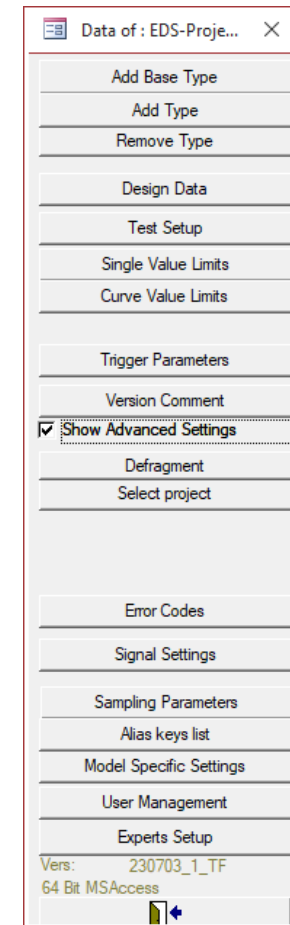 Data of : EDS-Proje...
Add Base Type
Add Type
Remove Type
Design Data
Test Setup
Single Value Limits
Curve Value Limits
Trigger Parameters
Version Comment
Show Advanced Settings
Defragment
Select project
Error Codes
Signal Settings
Sampling Parameters
Alias keys list
Model Specific Settings
User Management
Experts Setup
Vers: 230703_1_TF
64 Bit MSAccess